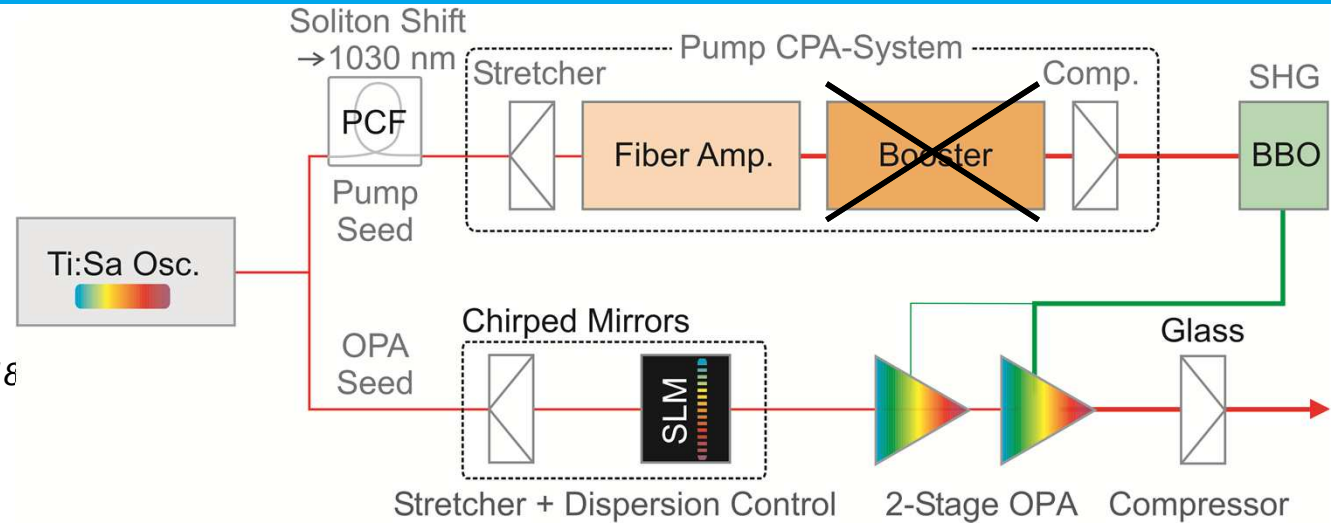 Soliton Shift
→1030 nm
PCF
Pump
Seed
Pump CPA-System
Stretcher
Fiber Amp.
Booster
Comp.
SHG
BBO
Ti:Sa Osc.
OPA
Seed
Chirped Mirrors
SLM
Stretcher + Dispersion Control
2-Stage OPA
Glass
Compressor